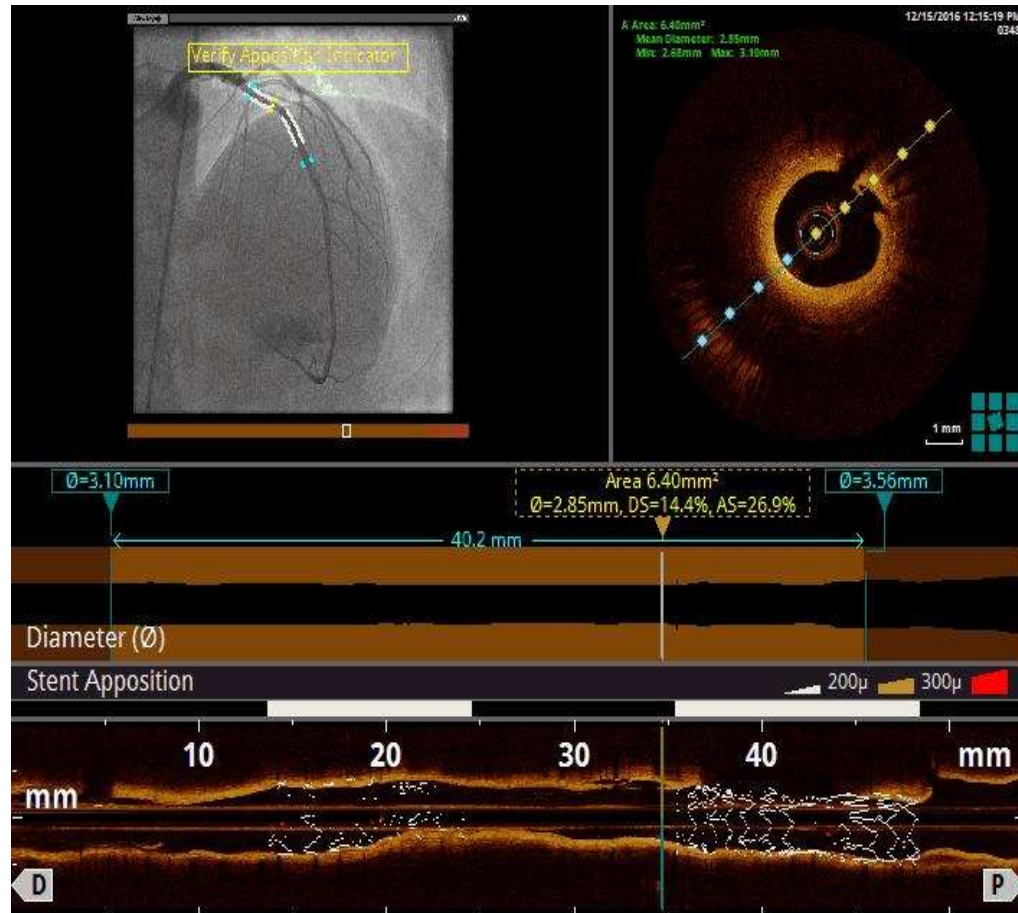 Verify Apposition Indicator
12/15/2016 12:15:19 PM
0348
A Area: 6.40mm²
Mean Diameter: 2.85mm
Min: 2.68mm Max: 3.10mm
1 mm
Ø=3.10mm
Area 6.40mm²
Ø=2.85mm, DS=14.4%, AS=26.9%
Ø=3.56mm
40.2 mm
Diameter (Ø)
Stent Apposition
200µ
300µ
10
20
30
40
mm
mm
D
P